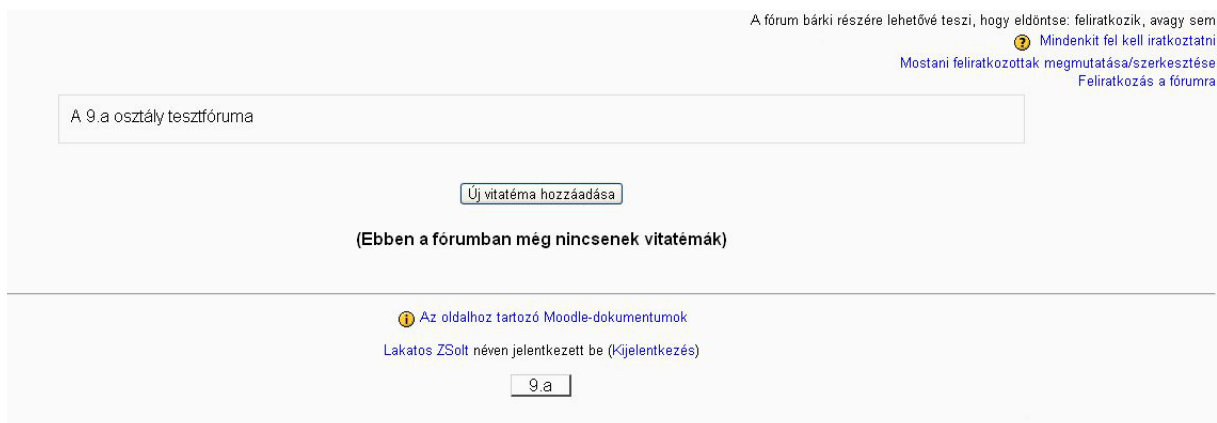 A fórum bárki részére lehetővé teszi, hogy eldöntse: feliratkozik, avagy sem
Mindenkit fel kell iratkoztatni
Mostani feliratkozottak megmutatása/szerkesztése
Feliratkozás a fórumra
A 9.a osztály tesztfóruma
Új vitatéma hozzáadása
(Ebben a fórumban még nincsenek vitatémák)
Az oldalhoz tartozó Moodle-dokumentumok
Lakatos ZSolt néven jelentkezett be (Kijelentkezés)
9.a